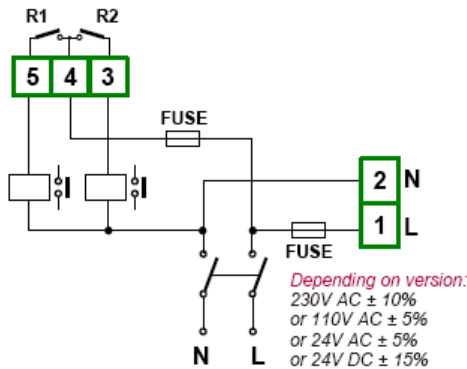 R1 R2
5 4 3
FUSE
2 N
1 L
FUSE
Depending on version:
230V AC ± 10%
or 110V AC ± 5%
or 24V AC ± 5%
or 24V DC ± 15%
N L